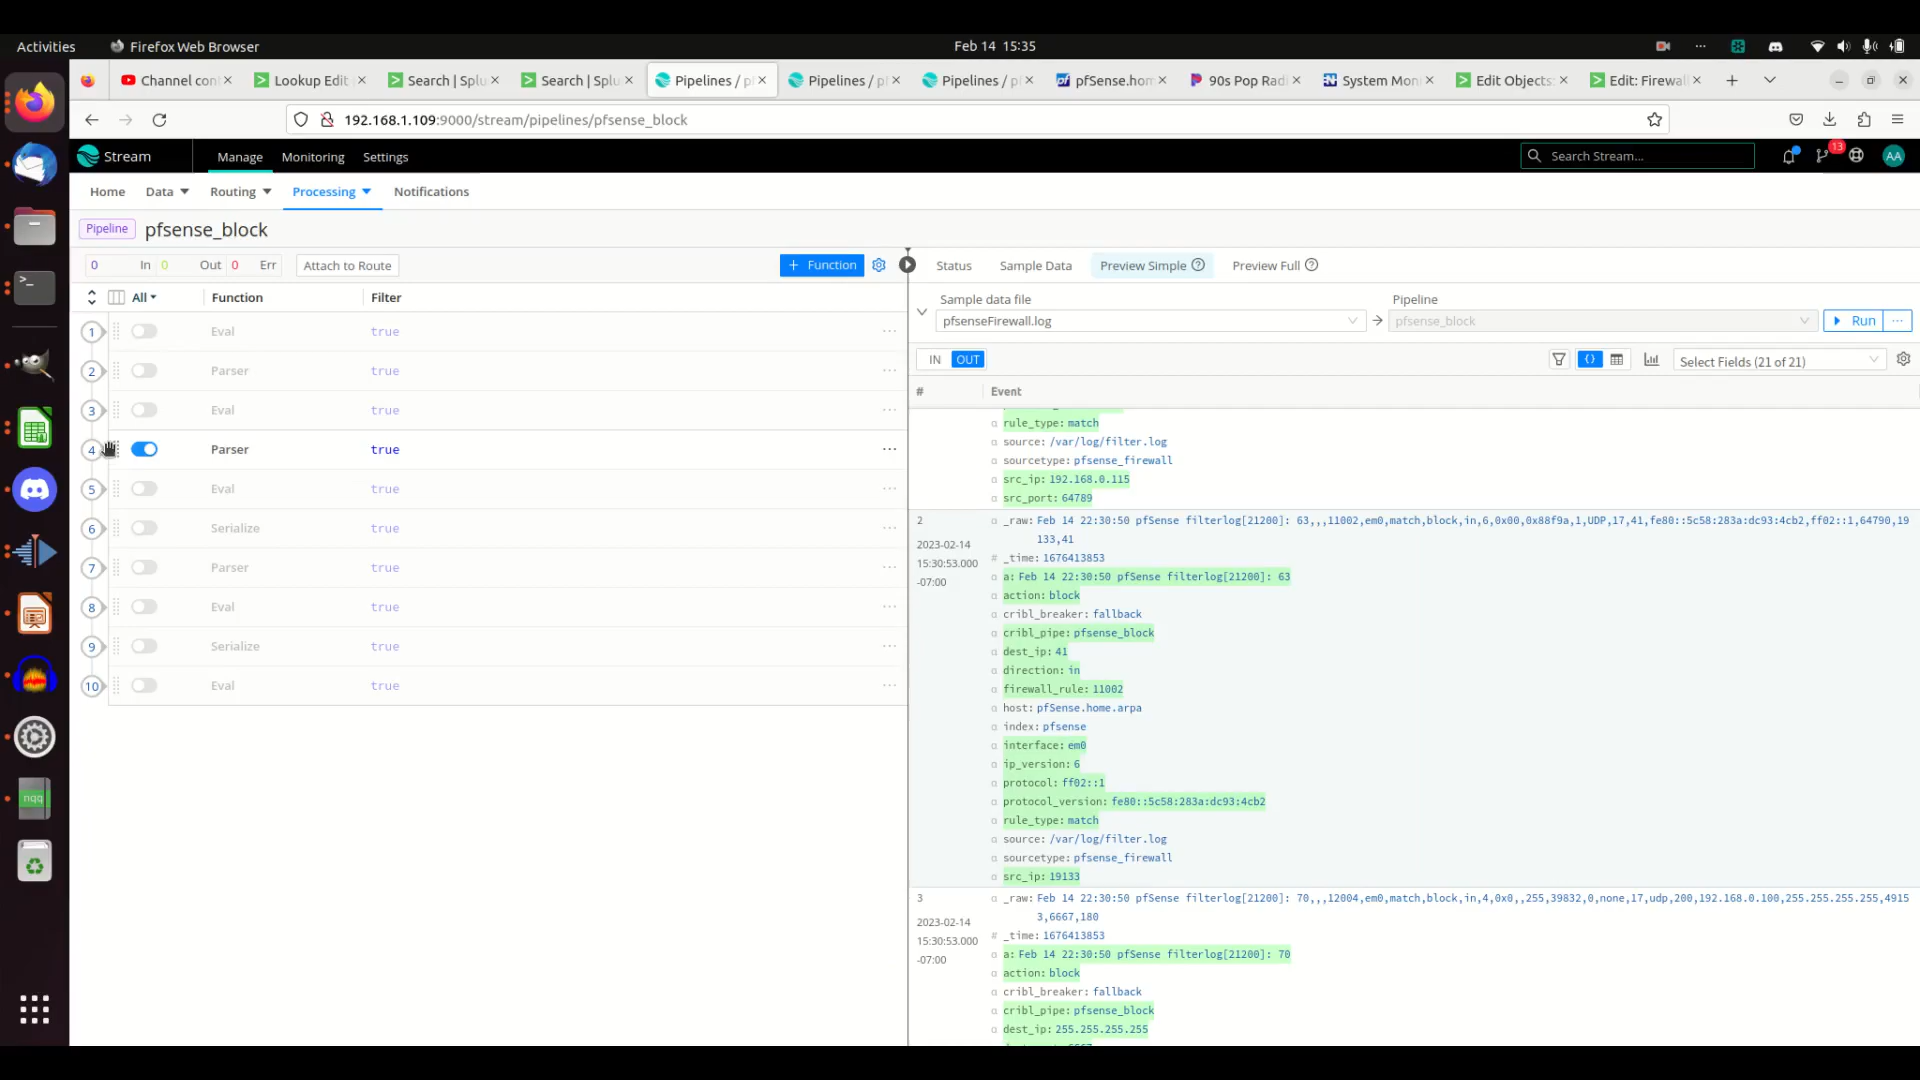 Activities
Firefox Web Browser
Feb 14 15:35
Channel con
Lookup Edit
Search | Splu
Search | Splu
Pipelines / p
Pipelines / p
Pipelines / p
pfSense.hom
90s Pop Radi
System Moni
Edit Objects
Edit: Firewal
192.168.1.109:9000/stream/pipelines/pfsense_block
Stream
Manage
Monitoring
Settings
Search Stream...
13
AA
Home
Data
Routing
Processing
Notifications
Pipeline
pfsense_block
0 In 0 Out 0 Err
Attach to Route
+ Function
Status
Sample Data
Preview Simple
Preview Full
All
Function
Filter
1 Eval true
2 Parser true
3 Eval true
4 Parser true
5 Eval true
6 Serialize true
7 Parser true
8 Eval true
9 Serialize true
10 Eval true
Sample data file
pfsenseFirewall.log
Pipeline
pfsense_block
Run
IN OUT
Select Fields (21 of 21)
# Event
α rule_type: match
α source: /var/log/filter.log
α sourcetype: pfsense_firewall
α src_ip: 192.168.0.115
α src_port: 64789
2
2023-02-14
15:30:53.000
-07:00
α _raw: Feb 14 22:30:50 pfSense filterlog[21200]: 63,,,11002,em0,match,block,in,6,0x00,0x88f9a,1,UDP,17,41,fe80::5c58:283a:dc93:4cb2,ff02::1,64790,19
133,41
# _time: 1676413853
α a: Feb 14 22:30:50 pfSense filterlog[21200]: 63
α action: block
α cribl_breaker: fallback
α cribl_pipe: pfsense_block
α dest_ip: 41
α direction: in
α firewall_rule: 11002
α host: pfSense.home.arpa
α index: pfsense
α interface: em0
α ip_version: 6
α protocol: ff02::1
α protocol_version: fe80::5c58:283a:dc93:4cb2
α rule_type: match
α source: /var/log/filter.log
α sourcetype: pfsense_firewall
α src_ip: 19133
3
2023-02-14
15:30:53.000
-07:00
α _raw: Feb 14 22:30:50 pfSense filterlog[21200]: 70,,,12004,em0,match,block,in,4,0x0,,255,39832,0,none,17,udp,200,192.168.0.100,255.255.255.255,4915
3,6667,180
# _time: 1676413853
α a: Feb 14 22:30:50 pfSense filterlog[21200]: 70
α action: block
α cribl_breaker: fallback
α cribl_pipe: pfsense_block
α dest_ip: 255.255.255.255
nqq